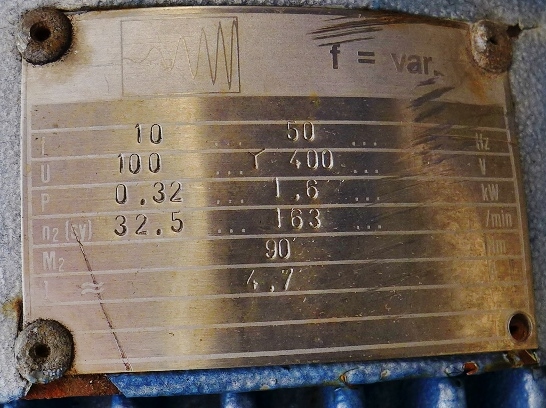 f = var.
10 ... 50 ... Hz
U 100 ... Y 400 ... V
P 0.32 ... 1,6 ... kW
n₂ 32.5 ... 163 ... /min
M₂ 90
I ≈ 4,7